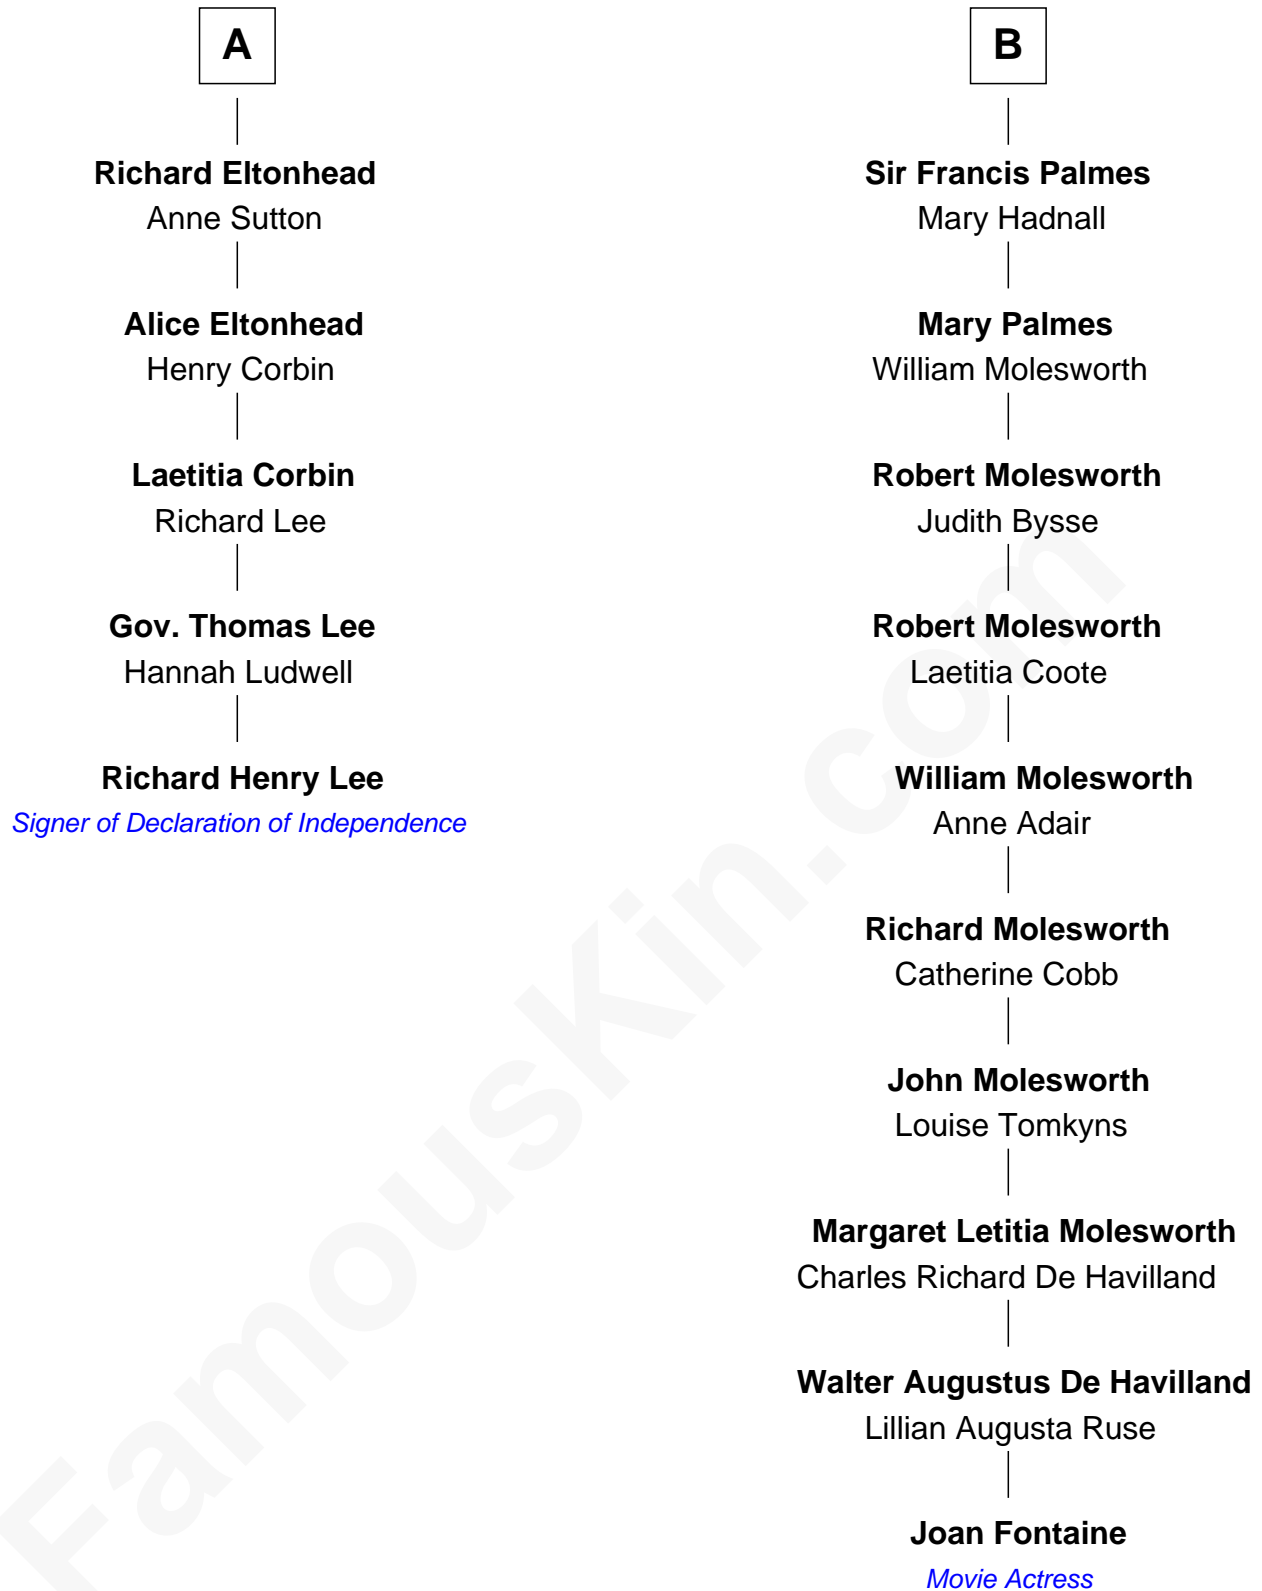 A
Richard Eltonhead
Anne Sutton
Alice Eltonhead
Henry Corbin
Laetitia Corbin
Richard Lee
Gov. Thomas Lee
Hannah Ludwell
Richard Henry Lee
Signer of Declaration of Independence
B
Sir Francis Palmes
Mary Hadnall
Mary Palmes
William Molesworth
Robert Molesworth
Judith Bysse
Robert Molesworth
Laetitia Coote
William Molesworth
Anne Adair
Richard Molesworth
Catherine Cobb
John Molesworth
Louise Tomkyns
Margaret Letitia Molesworth
Charles Richard De Havilland
Walter Augustus De Havilland
Lillian Augusta Ruse
Joan Fontaine
Movie Actress
FamousKin.com